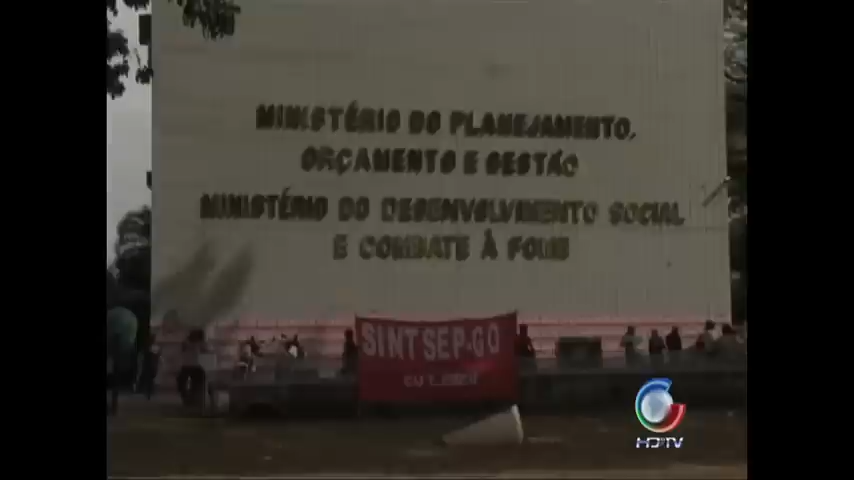 MINISTÉRIO DO PLANEJAMENTO,
ORÇAMENTO E GESTÃO
MINISTÉRIO DO DESENVOLVIMENTO SOCIAL
E COMBATE À FOME
SINTSEP-GO
HDTV